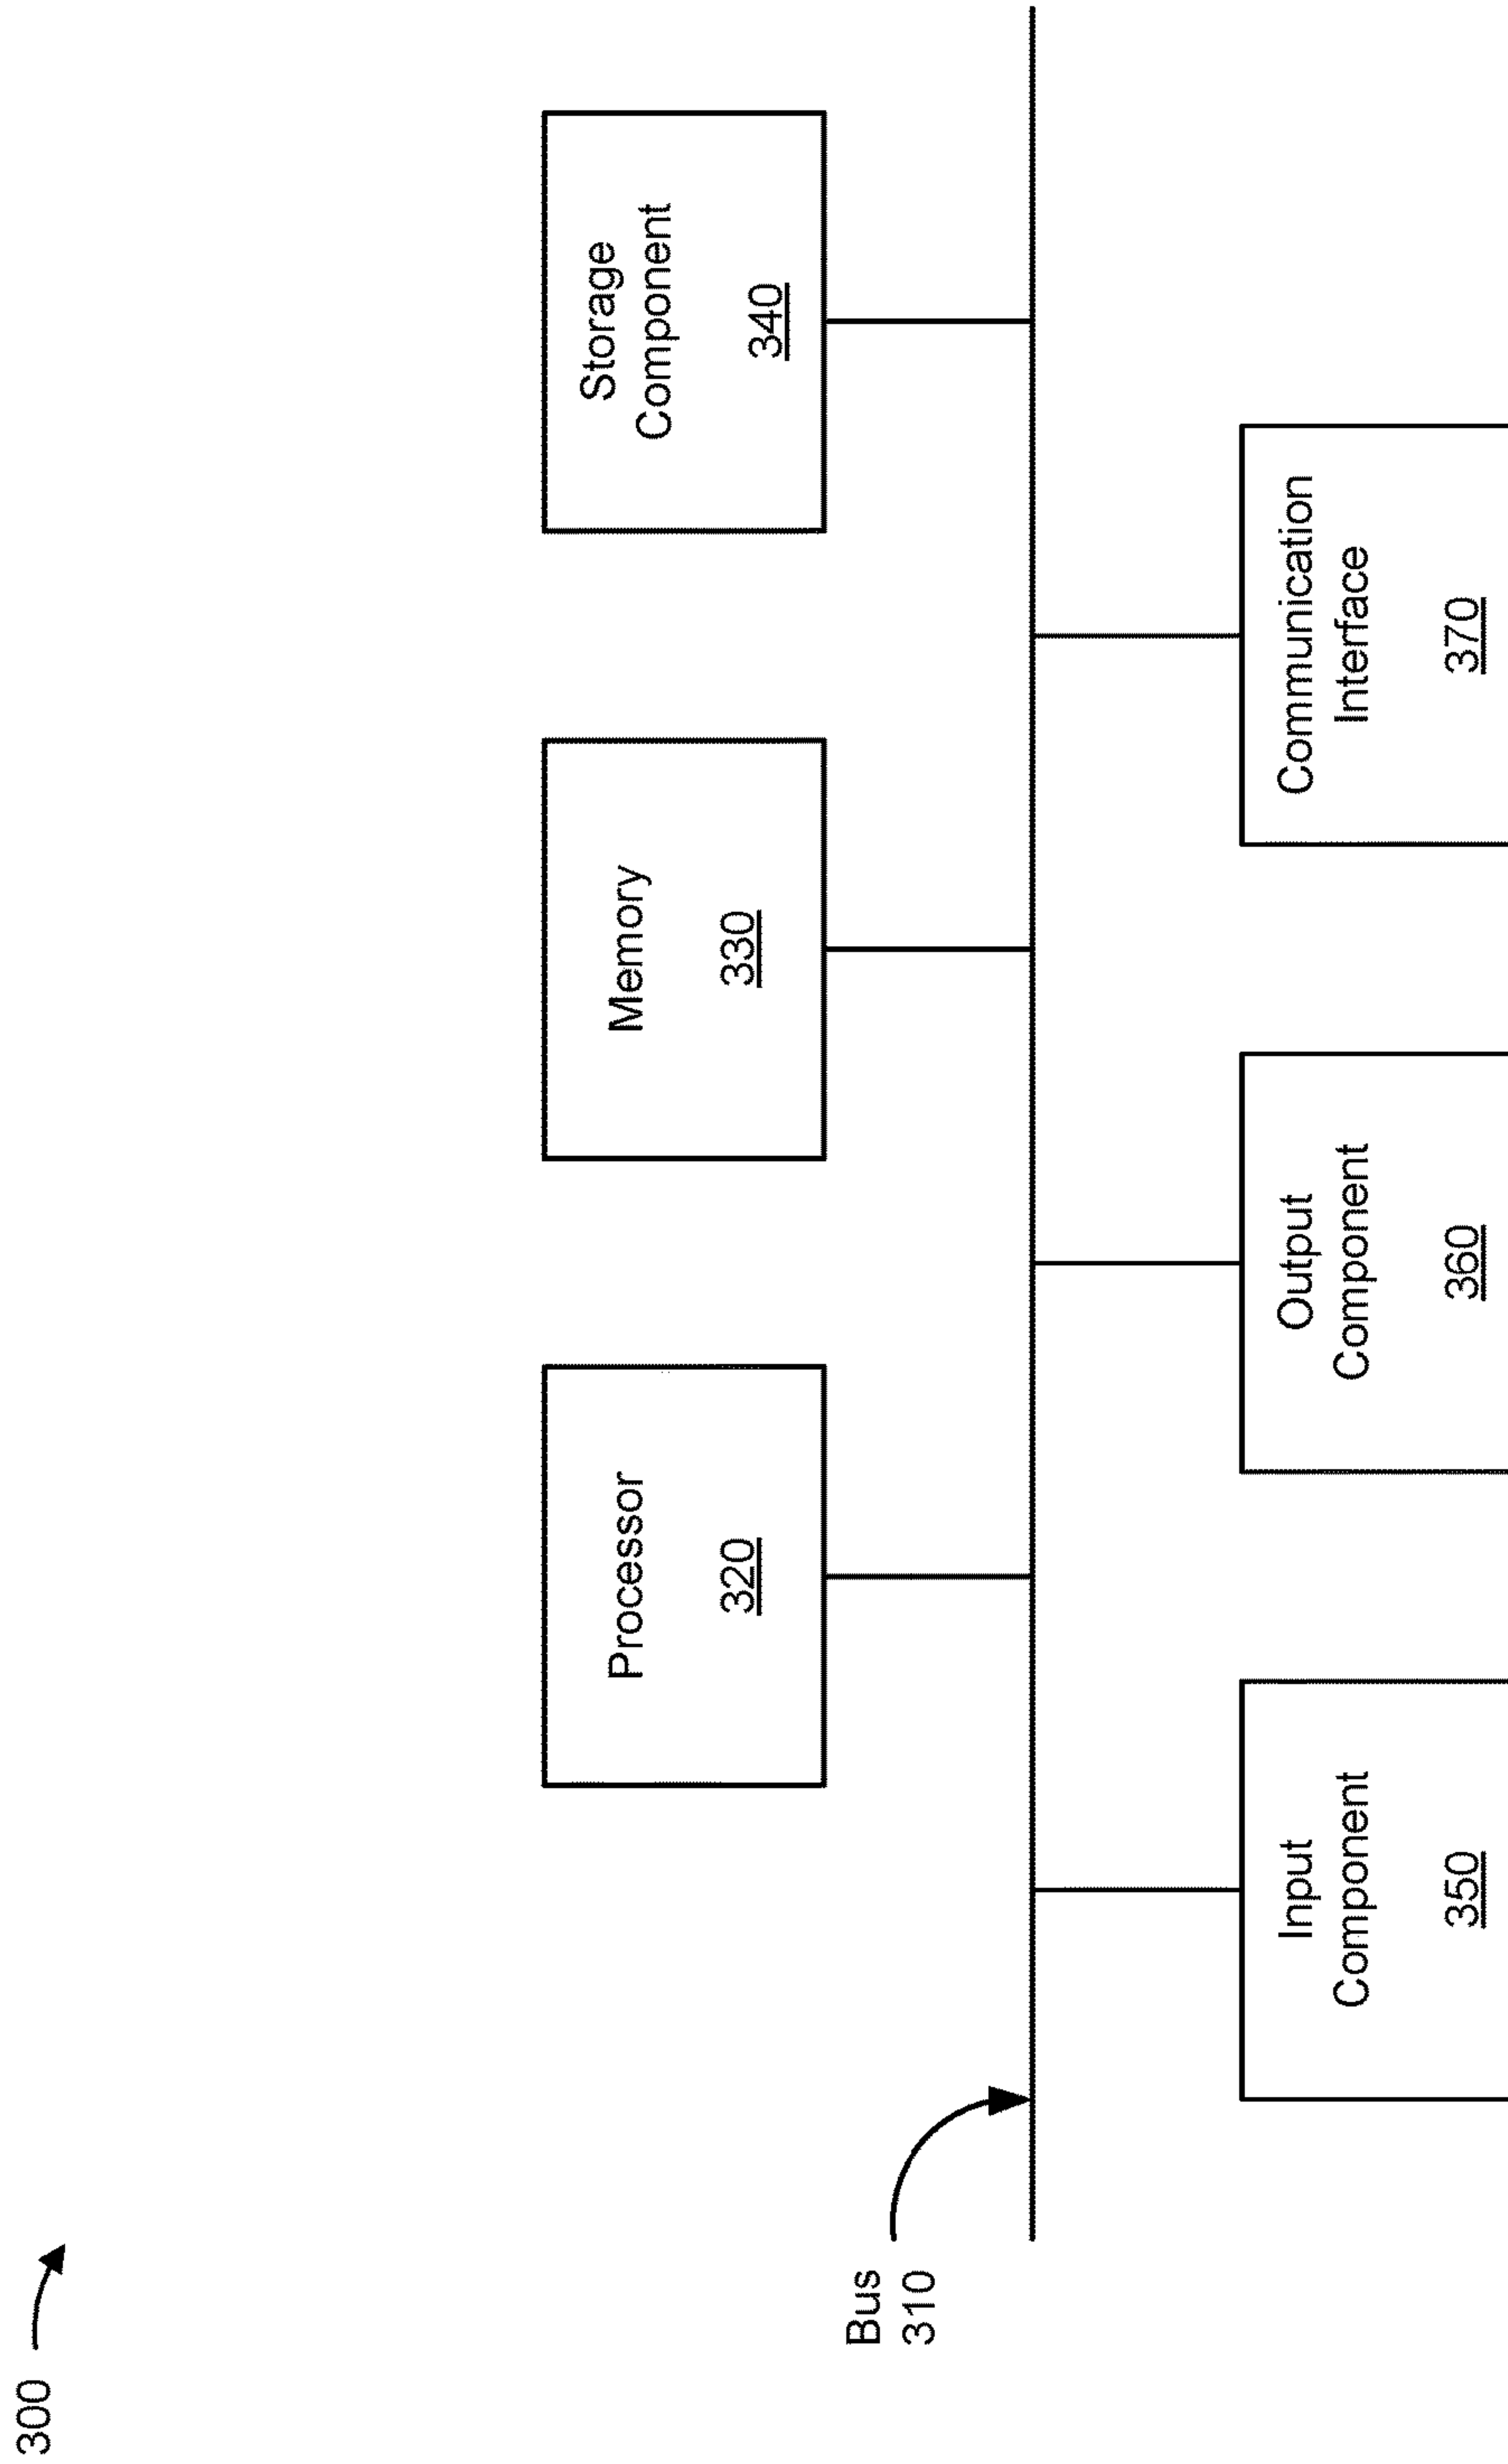 300
Processor
320
Memory
330
Storage
Component
340
Bus
310
Input
Component
350
Output
Component
360
Communication
Interface
370